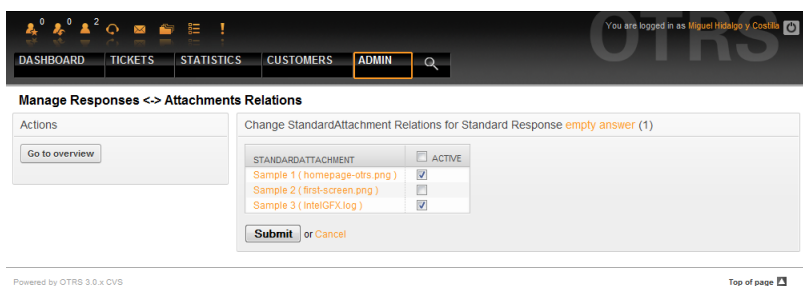 0 0 2
You are logged in as Miguel Hidalgo y Costilla
OTRS
DASHBOARD TICKETS STATISTICS CUSTOMERS ADMIN
Manage Responses <-> Attachments Relations
Actions
Go to overview
Change StandardAttachment Relations for Standard Response empty answer (1)
STANDARDATTACHMENT ACTIVE
Sample 1 ( homepage-otrs.png )
Sample 2 ( first-screen.png )
Sample 3 ( IntelGFX.log )
Submit or Cancel
Powered by OTRS 3.0.x CVS
Top of page